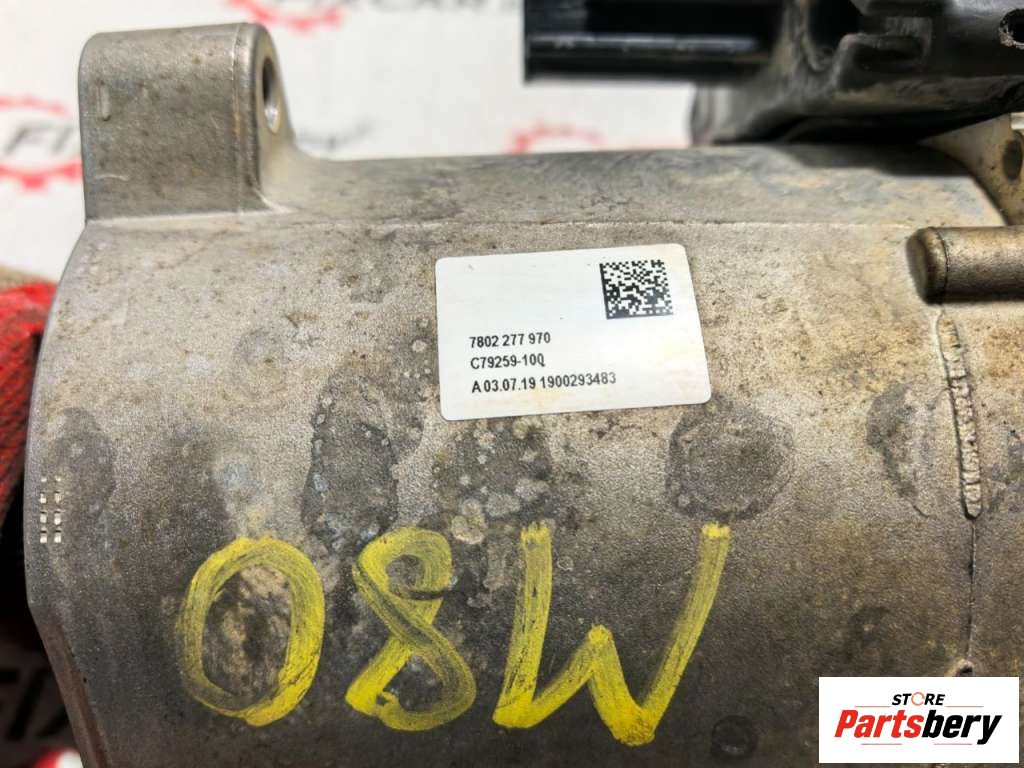 7802 277 970
C79259-10Q
A 03.07.19 1900293483
08W
STORE
Partsbery